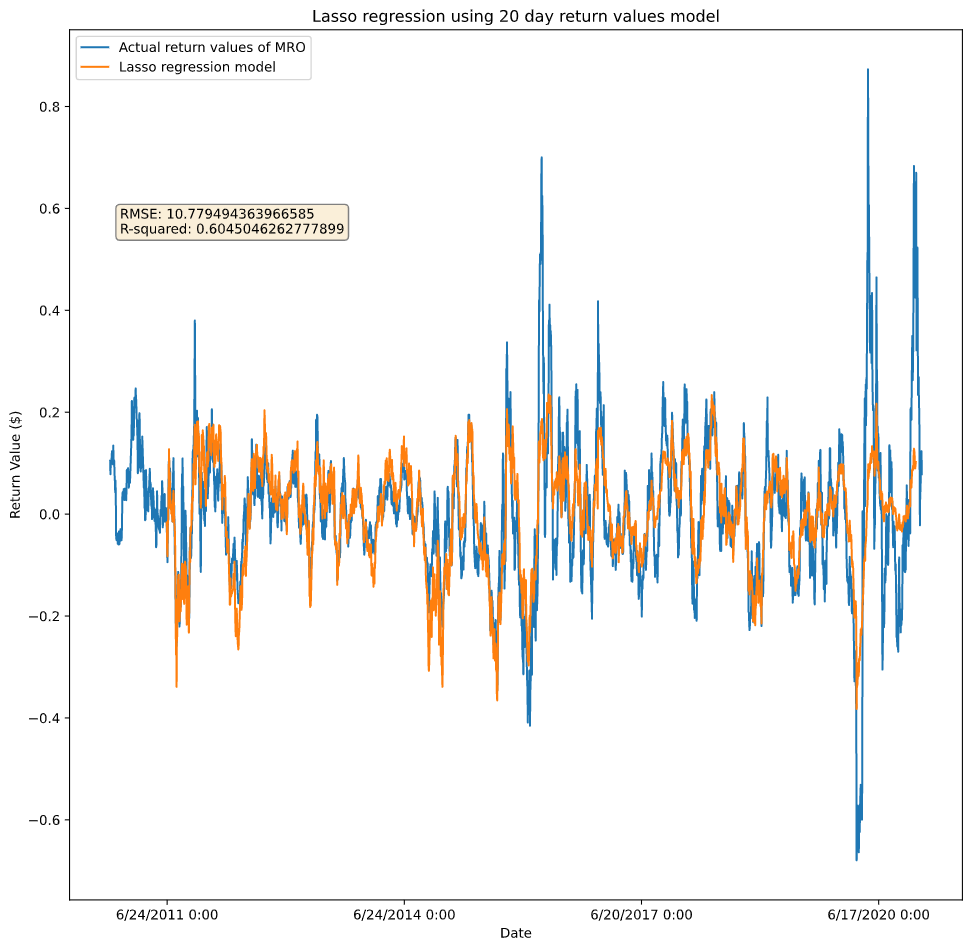 Lasso regression using 20 day return values model
Actual return values of MRO
Lasso regression model
RMSE: 10.779494363966585
R-squared: 0.6045046262777899
Return Value ($)
0.8
0.6
0.4
0.2
0.0
−0.2
−0.4
−0.6
6/24/2011 0:00
6/24/2014 0:00
6/20/2017 0:00
6/17/2020 0:00
Date